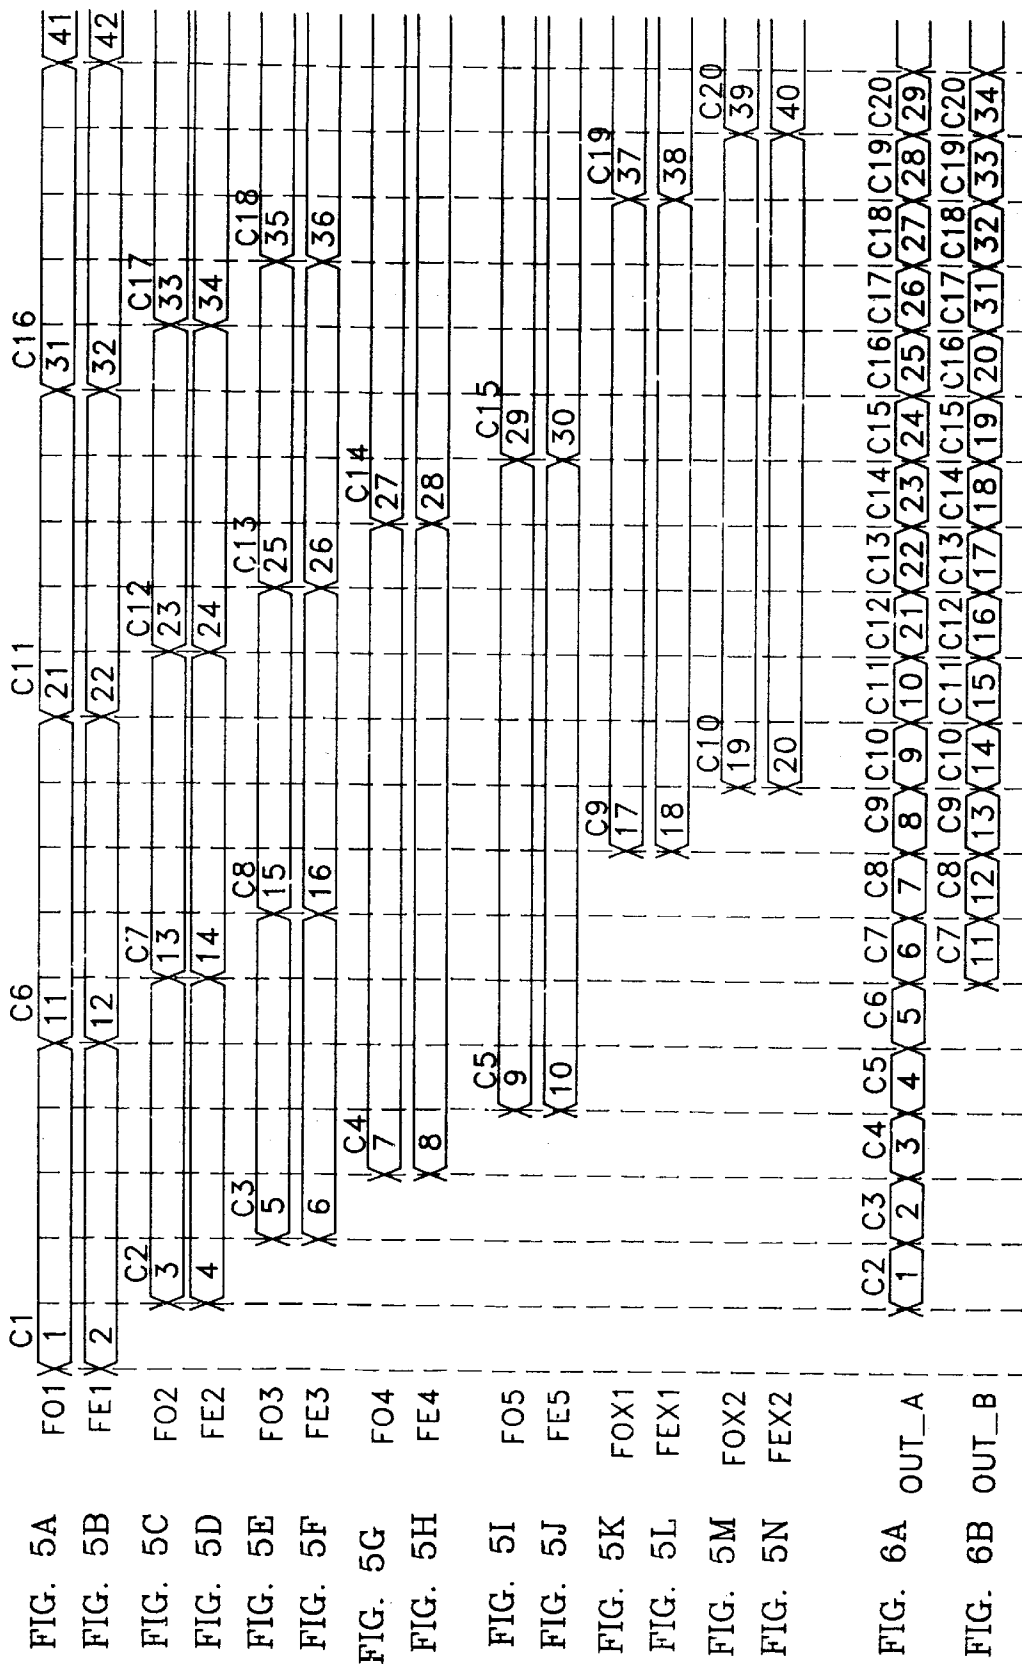 C1 C6 C11 C16
FIG. 5A FO1 1 11 21 31 41
FIG. 5B FE1 2 12 22 32 42
C2 C7 C12 C17
FIG. 5C FO2 3 13 23 33
FIG. 5D FE2 4 14 24 34
C3 C8 C13 C18
FIG. 5E FO3 5 15 25 35
FIG. 5F FE3 6 16 26 36
C4 C14
FIG. 5G FO4 7 27
FIG. 5H FE4 8 28
C5 C15
FIG. 5I FO5 9 29
FIG. 5J FE5 10 30
C9 C19
FIG. 5K FOX1 17 37
FIG. 5L FEX1 18 38
C10 C20
FIG. 5M FOX2 19 39
FIG. 5N FEX2 20 40
C2 C3 C4 C5 C6 C7 C8 C9 C10 C11 C12 C13 C14 C15 C16 C17 C18 C19 C20
FIG. 6A OUT_A 1 2 3 4 5 6 7 8 9 10 21 22 23 24 25 26 27 28 29
C7 C8 C9 C10 C11 C12 C13 C14 C15 C16 C17 C18 C19 C20
FIG. 6B OUT_B 11 12 13 14 15 16 17 18 19 20 31 32 33 34